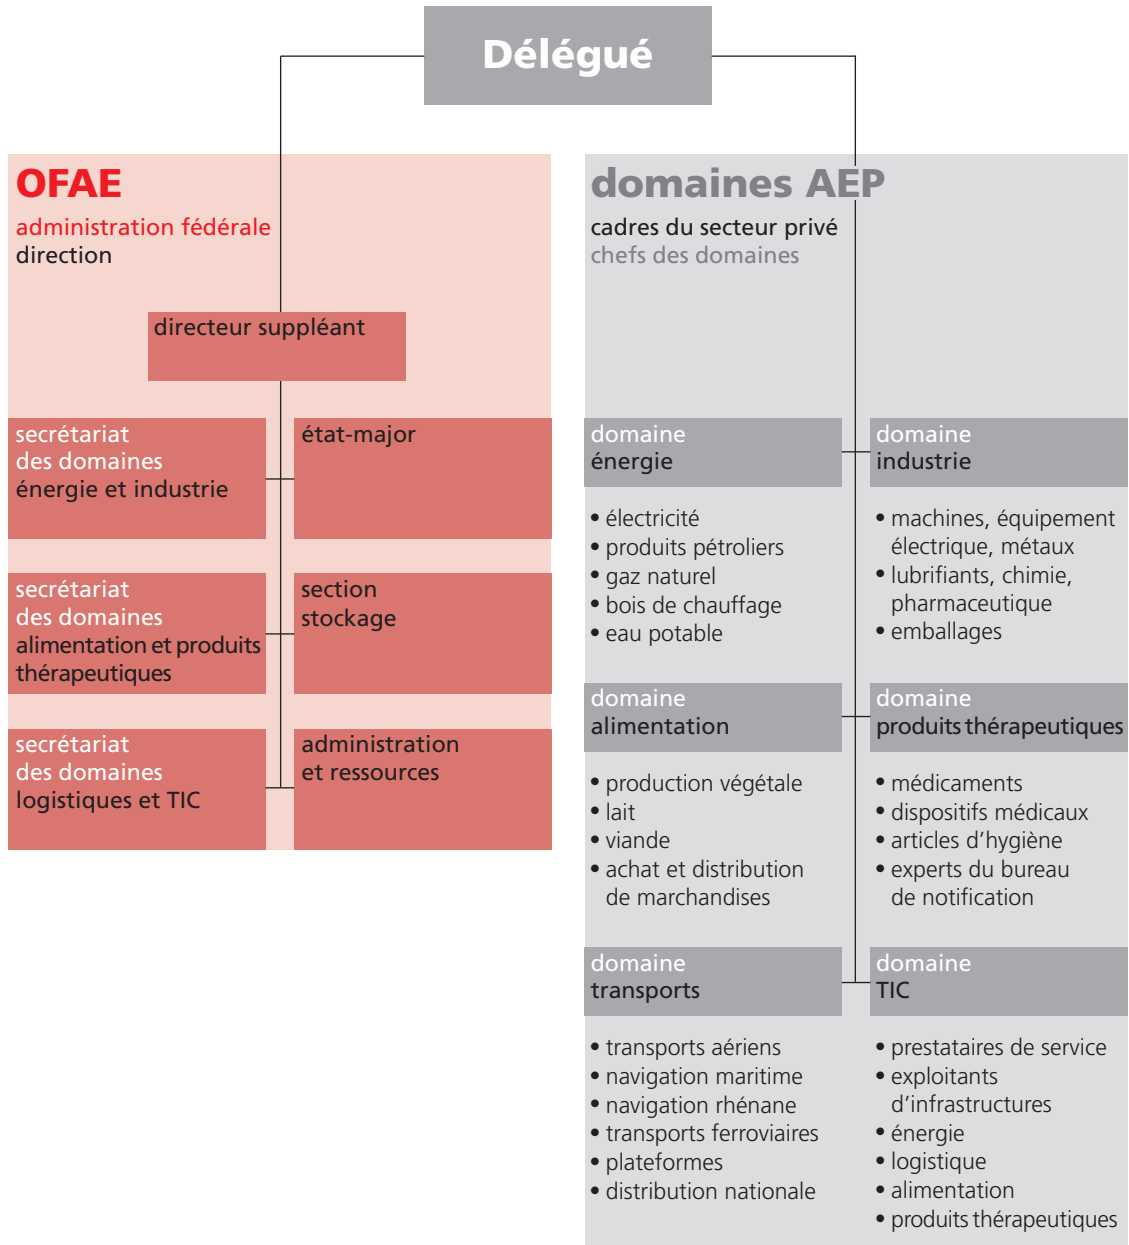 Délégué
OFAE
administration fédérale
direction
directeur suppléant
secrétariat
des domaines
énergie et industrie
état-major
secrétariat
des domaines
alimentation et produits
thérapeutiques
section
stockage
secrétariat
des domaines
logistiques et TIC
administration
et ressources
domaines AEP
cadres du secteur privé
chefs des domaines
domaine
énergie
• électricité
• produits pétroliers
• gaz naturel
• bois de chauffage
• eau potable
domaine
industrie
• machines, équipement
électrique, métaux
• lubrifiants, chimie,
pharmaceutique
• emballages
domaine
alimentation
• production végétale
• lait
• viande
• achat et distribution
de marchandises
domaine
produits thérapeutiques
• médicaments
• dispositifs médicaux
• articles d’hygiène
• experts du bureau
de notification
domaine
transports
• transports aériens
• navigation maritime
• navigation rhénane
• transports ferroviaires
• plateformes
• distribution nationale
domaine
TIC
• prestataires de service
• exploitants
d’infrastructures
• énergie
• logistique
• alimentation
• produits thérapeutiques